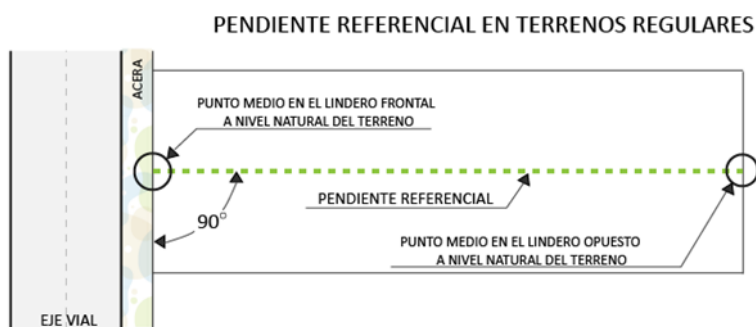 PENDIENTE REFERENCIAL EN TERRENOS REGULARES
ACERA
PUNTO MEDIO EN EL LINDERO FRONTAL
A NIVEL NATURAL DEL TERRENO
PENDIENTE REFERENCIAL
90°
PUNTO MEDIO EN EL LINDERO OPUESTO
A NIVEL NATURAL DEL TERRENO
EJE VIAL